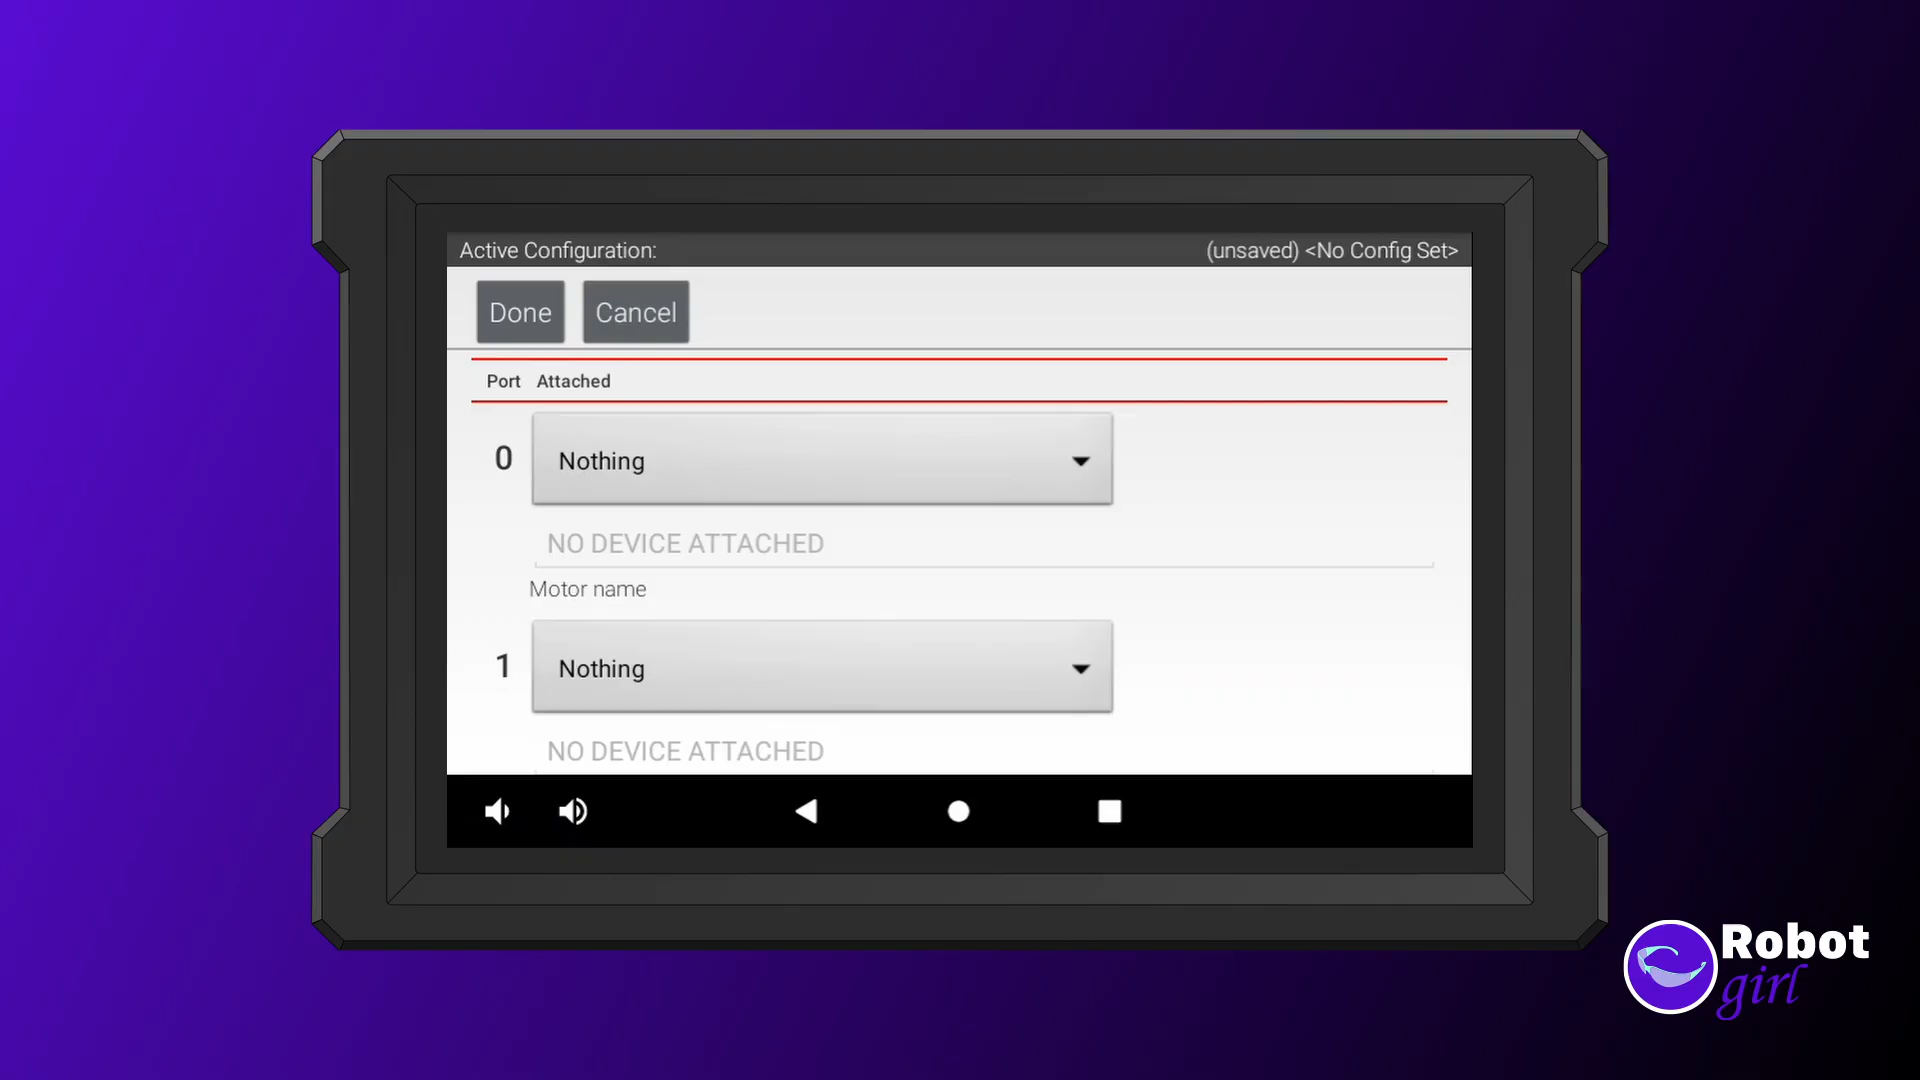 Active Configuration:
(unsaved) <No Config Set>
Done
Cancel
Port Attached
0
Nothing
NO DEVICE ATTACHED
Motor name
1
Nothing
NO DEVICE ATTACHED
Robot
girl